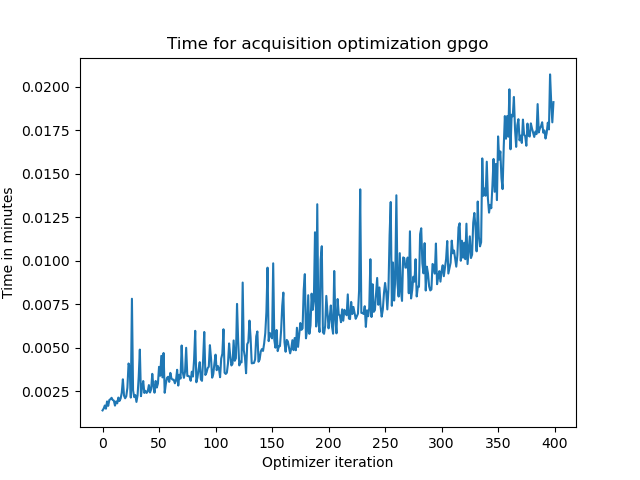 Time for acquisition optimization gpgo
Time in minutes
0.0200
0.0175
0.0150
0.0125
0.0100
0.0075
0.0050
0.0025
0 50 100 150 200 250 300 350 400
Optimizer iteration